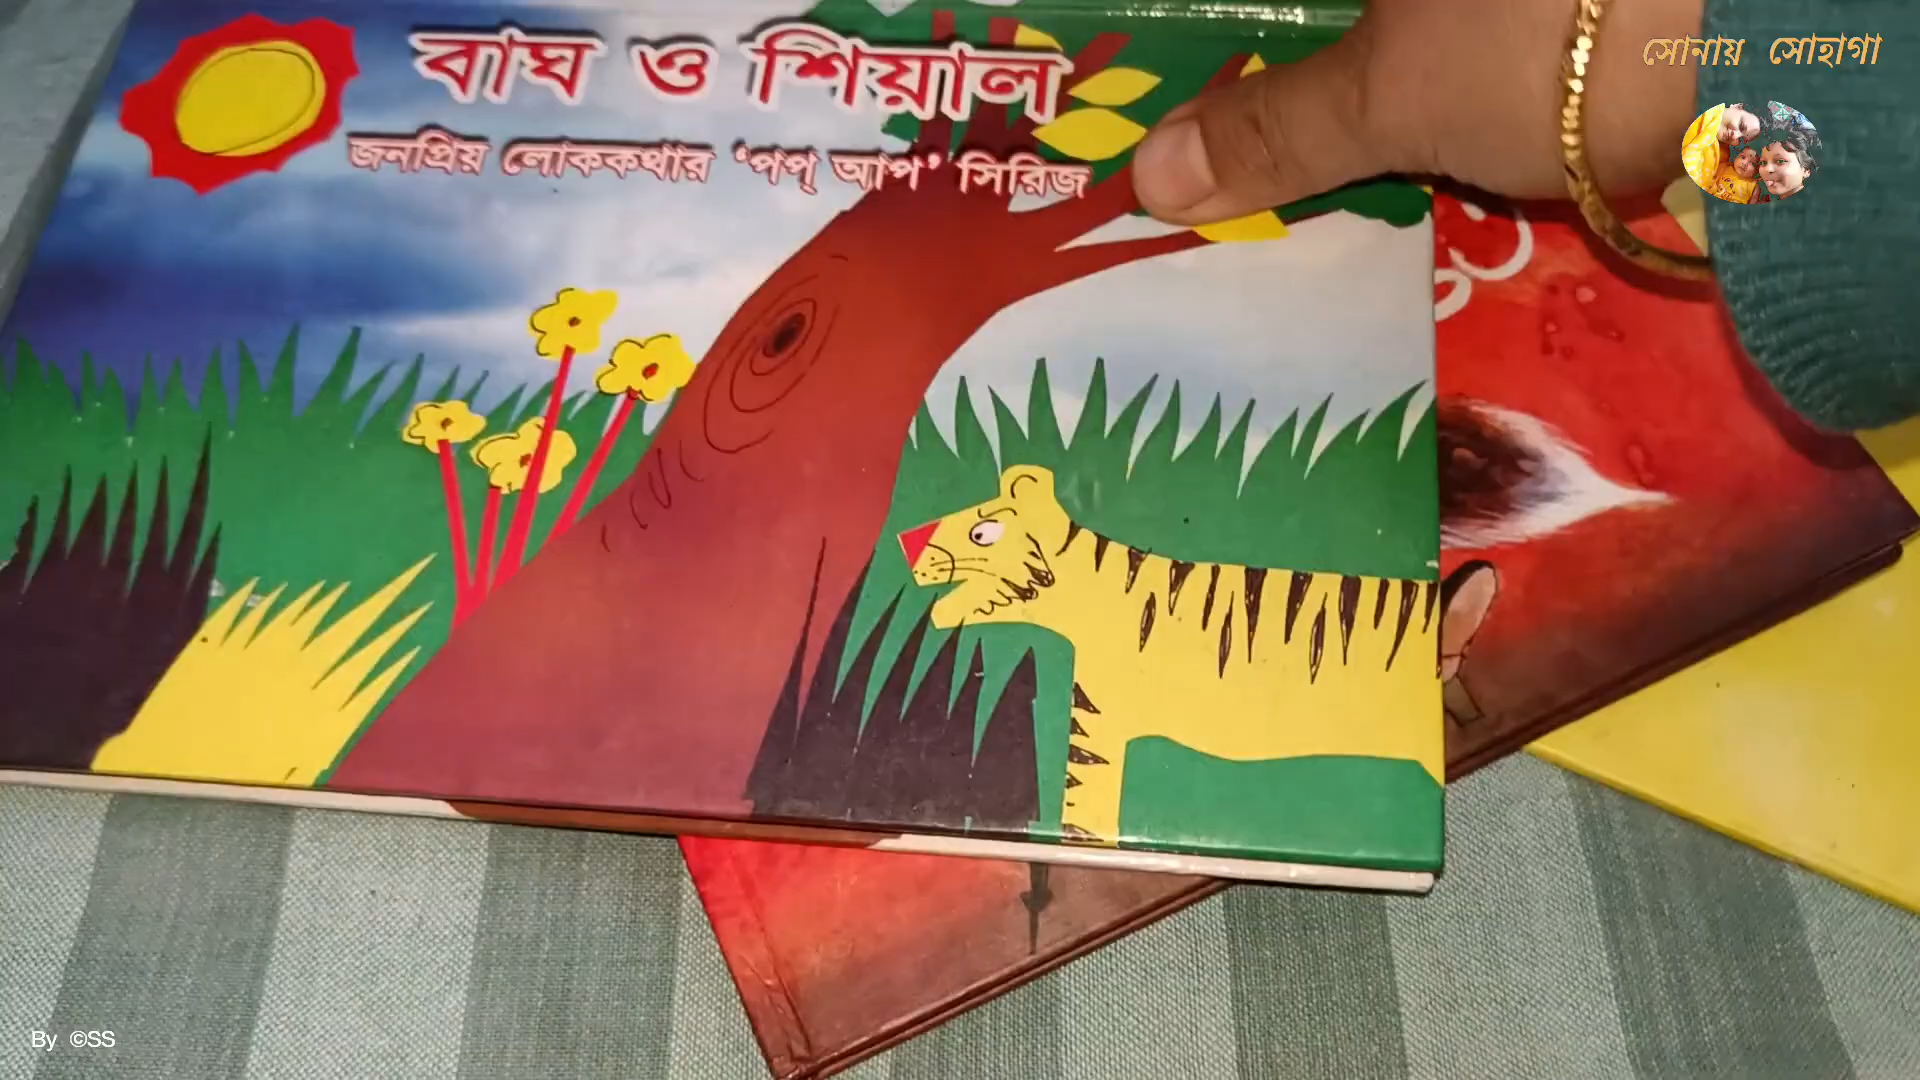 বাঘ ও শিয়াল
জনপ্রিয় লোককথার ‘পপ্ আপ’ সিরিজ
সোনায় সোহাগা
By ©SS